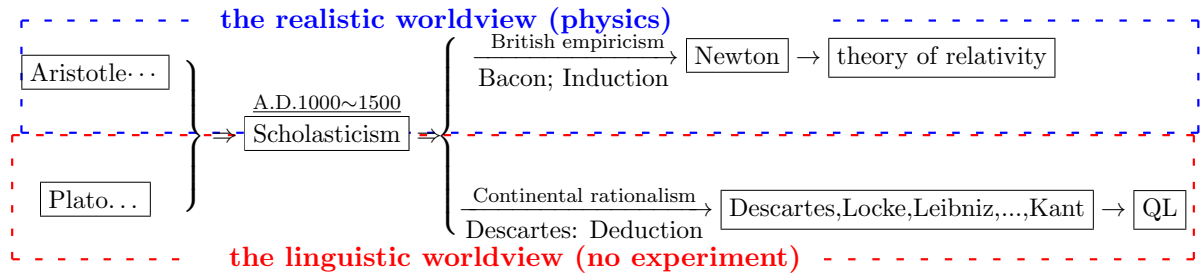 the realistic worldview (physics)
Aristotle···
British empiricism
Bacon; Induction
Newton
→
theory of relativity
A.D.1000~1500
⇒ Scholasticism ⇒
Plato...
Continental rationalism
Descartes: Deduction
Descartes,Locke,Leibniz,...,Kant
→
QL
the linguistic worldview (no experiment)